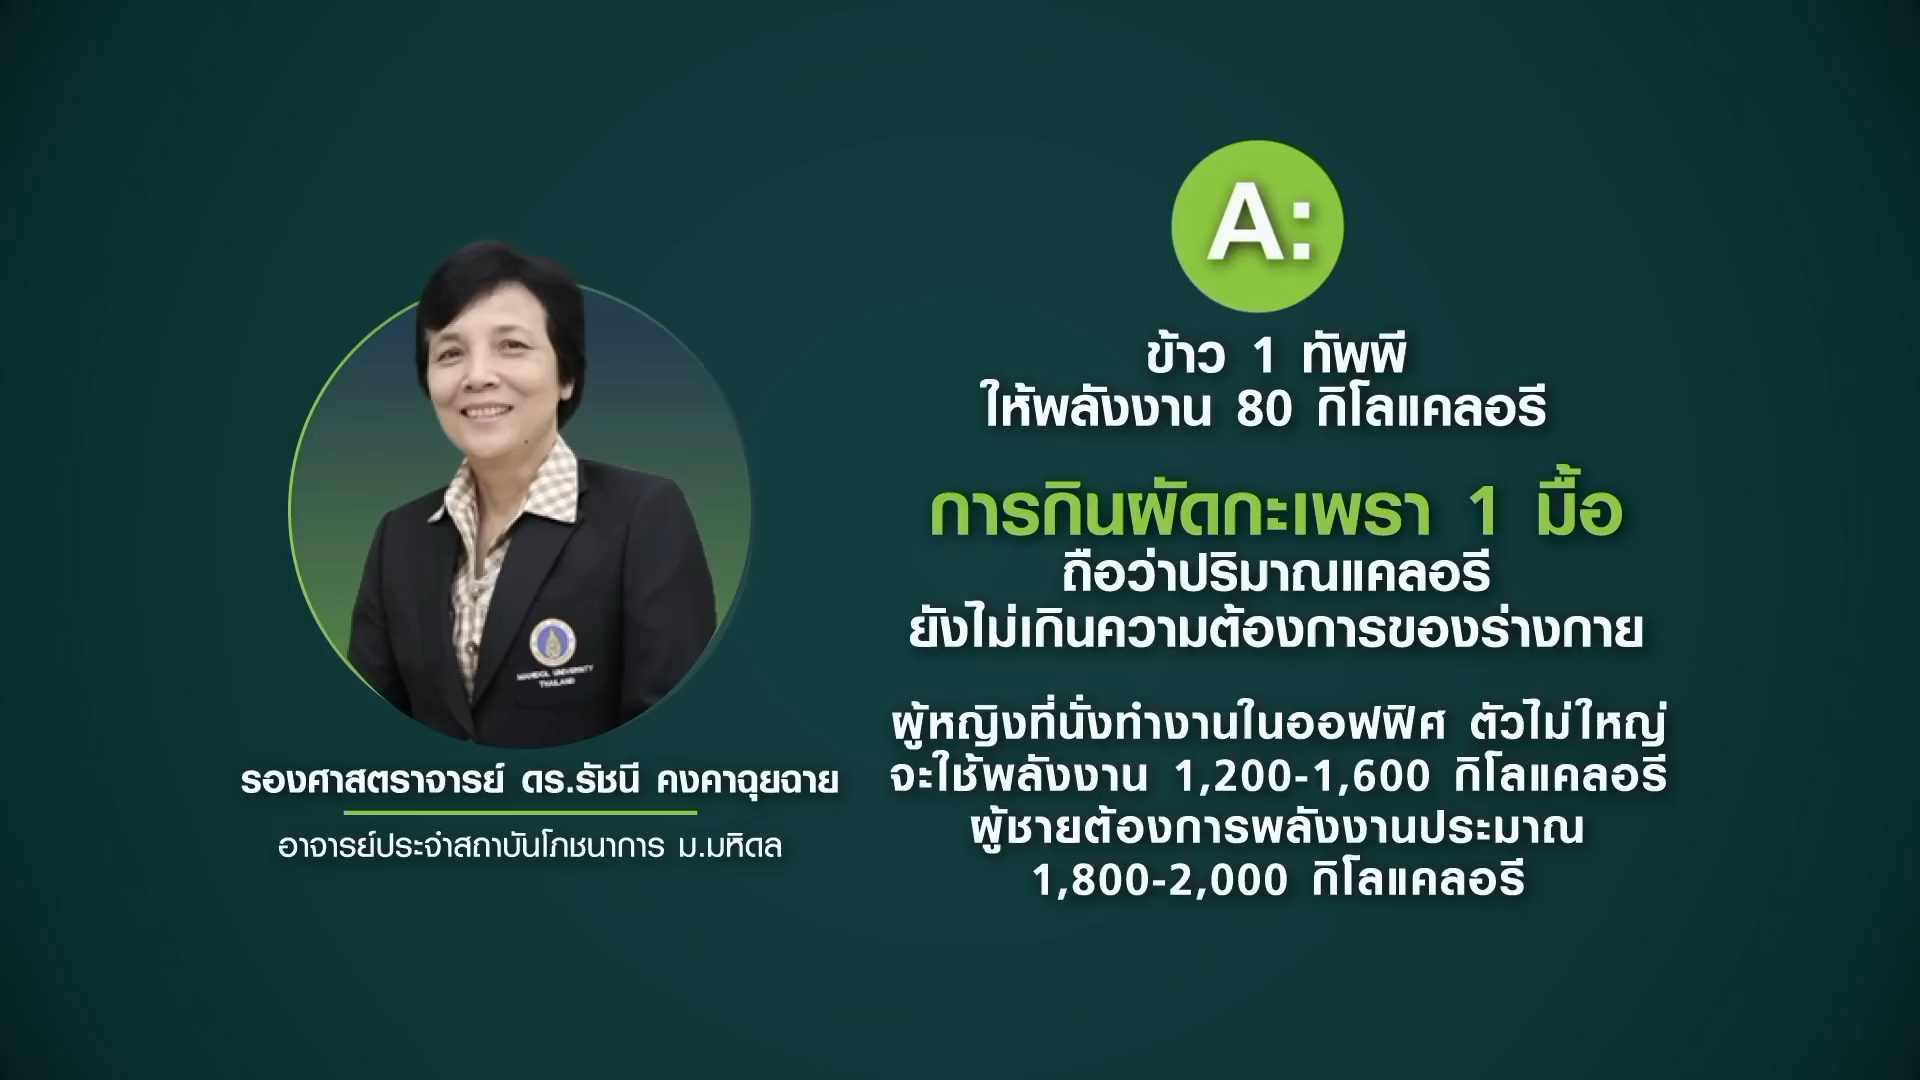 A:
ข้าว 1 ทัพพี
ให้พลังงาน 80 กิโลแคลอรี
การกินผัดกะเพรา 1 มื้อ
ถือว่าปริมาณแคลอรี
ยังไม่เกินความต้องการของร่างกาย
ผู้หญิงที่นั่งทำงานในออฟฟิศ ตัวไม่ใหญ่
จะใช้พลังงาน 1,200-1,600 กิโลแคลอรี
ผู้ชายต้องการพลังงานประมาณ
1,800-2,000 กิโลแคลอรี
MAHIDOL UNIVERSITY
THAILAND
รองศาสตราจารย์ ดร.รัชนี คงคาฉุยฉาย
อาจารย์ประจำสถาบันโภชนาการ ม.มหิดล